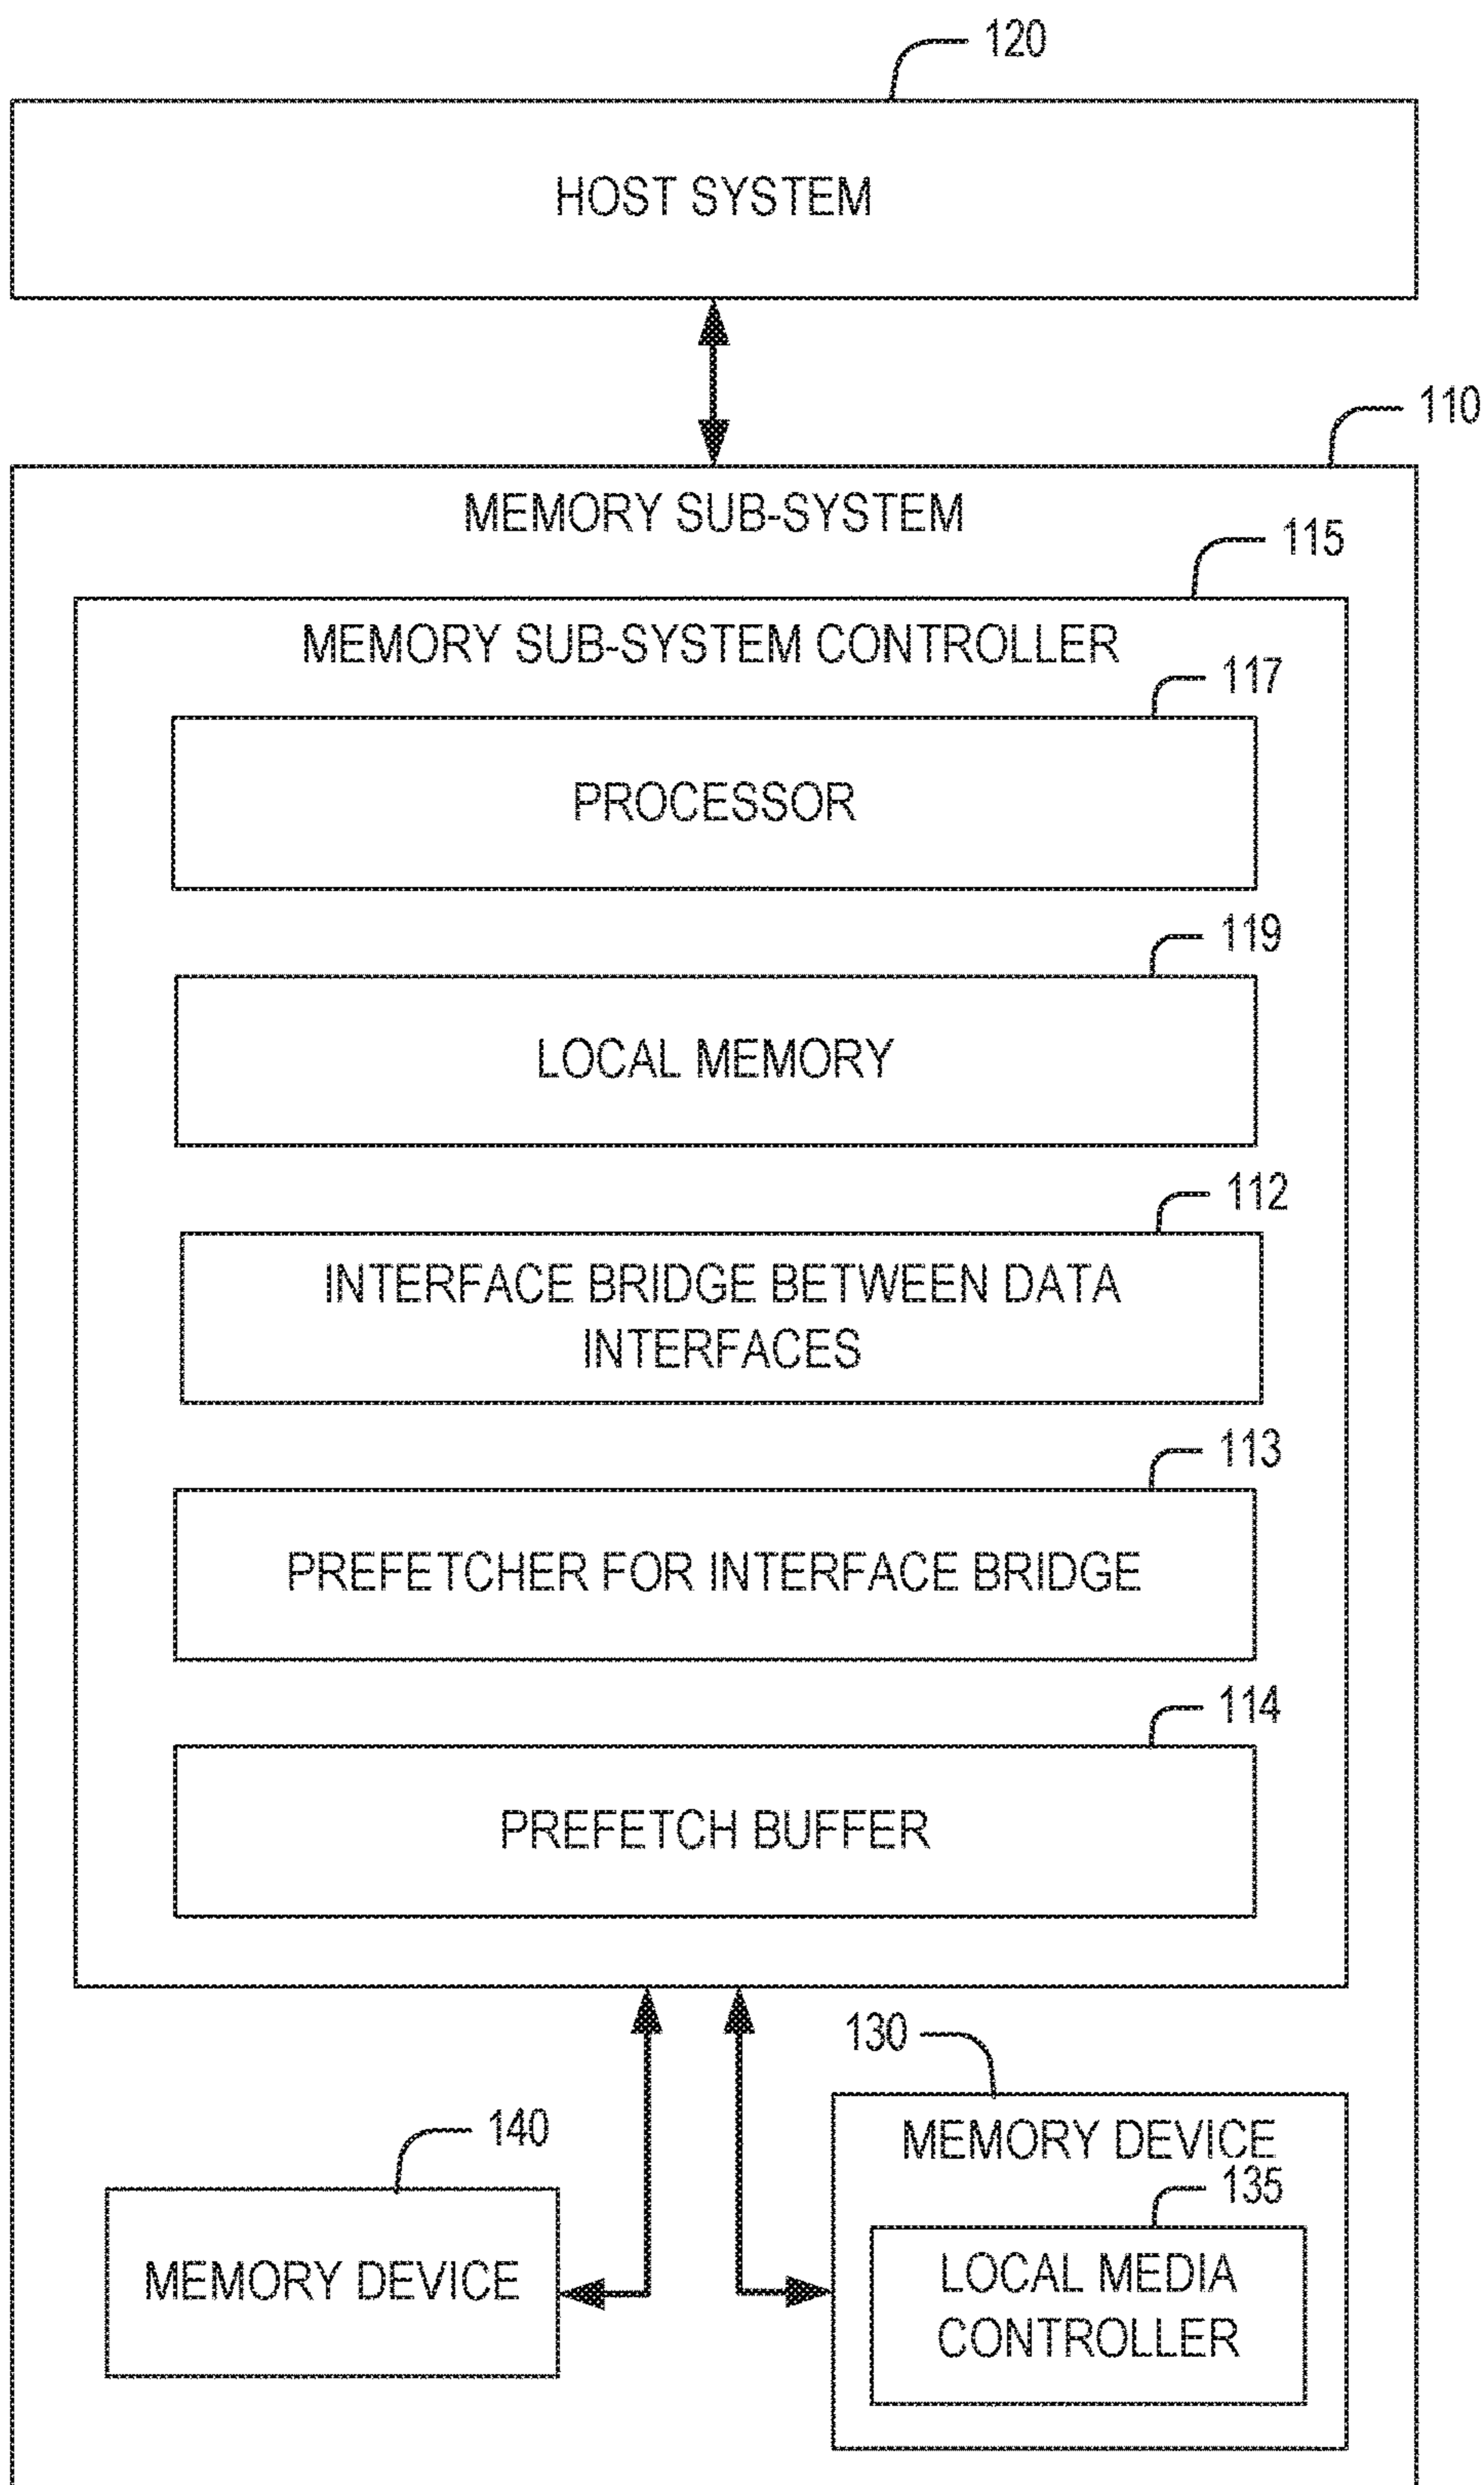 120
HOST SYSTEM
110
MEMORY SUB-SYSTEM
115
MEMORY SUB-SYSTEM CONTROLLER
117
PROCESSOR
119
LOCAL MEMORY
112
INTERFACE BRIDGE BETWEEN DATA
INTERFACES
113
PREFETCHER FOR INTERFACE BRIDGE
114
PREFETCH BUFFER
130
MEMORY DEVICE
140
MEMORY DEVICE
135
LOCAL MEDIA
CONTROLLER